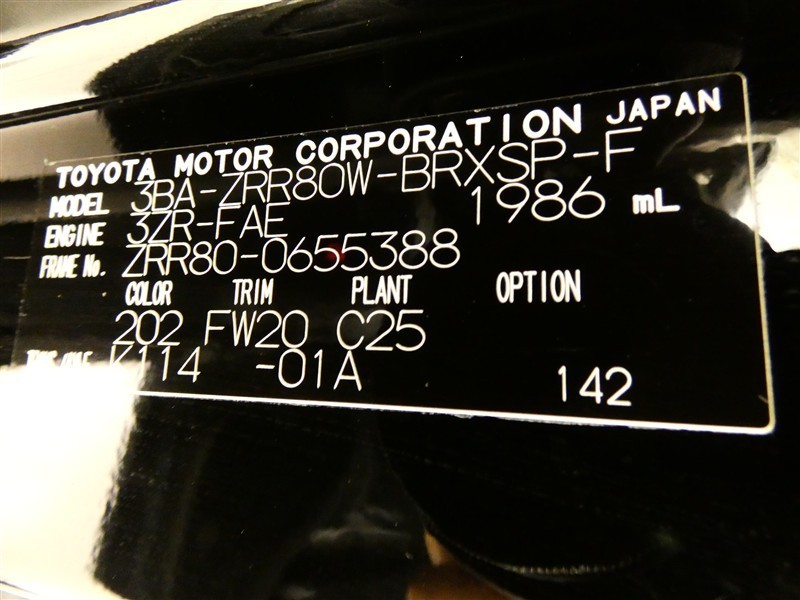 TOYOTA MOTOR CORPORATION JAPAN
MODEL 3BA-ZRR80W-BRXSP-F
ENGINE 3ZR-FAE 1986 mL
FRAME No. ZRR80-0655388
COLOR TRIM PLANT OPTION
202 FW20 C25
K114 -01A 142